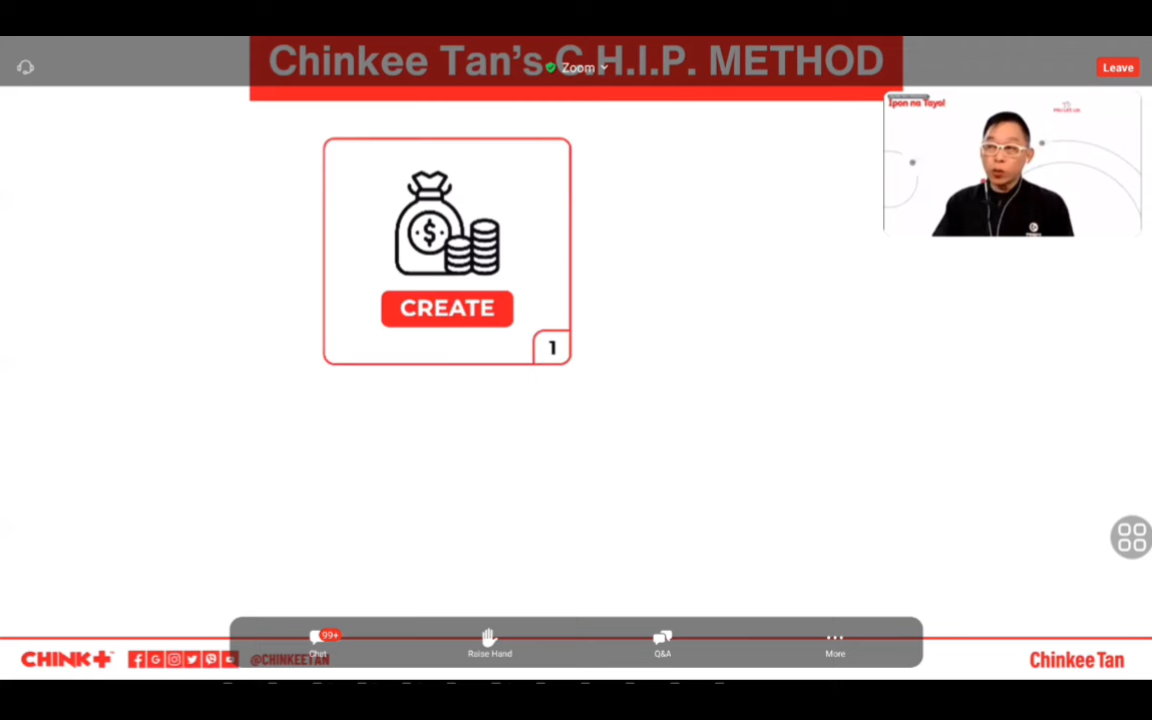 Chinkee Tan's C.H.I.P. METHOD
Zoom
Leave
Ipon na Tayo!
$
CREATE
1
99+
Chat
Raise Hand
Q&A
More
CHINK+
@CHINKEETAN
Chinkee Tan